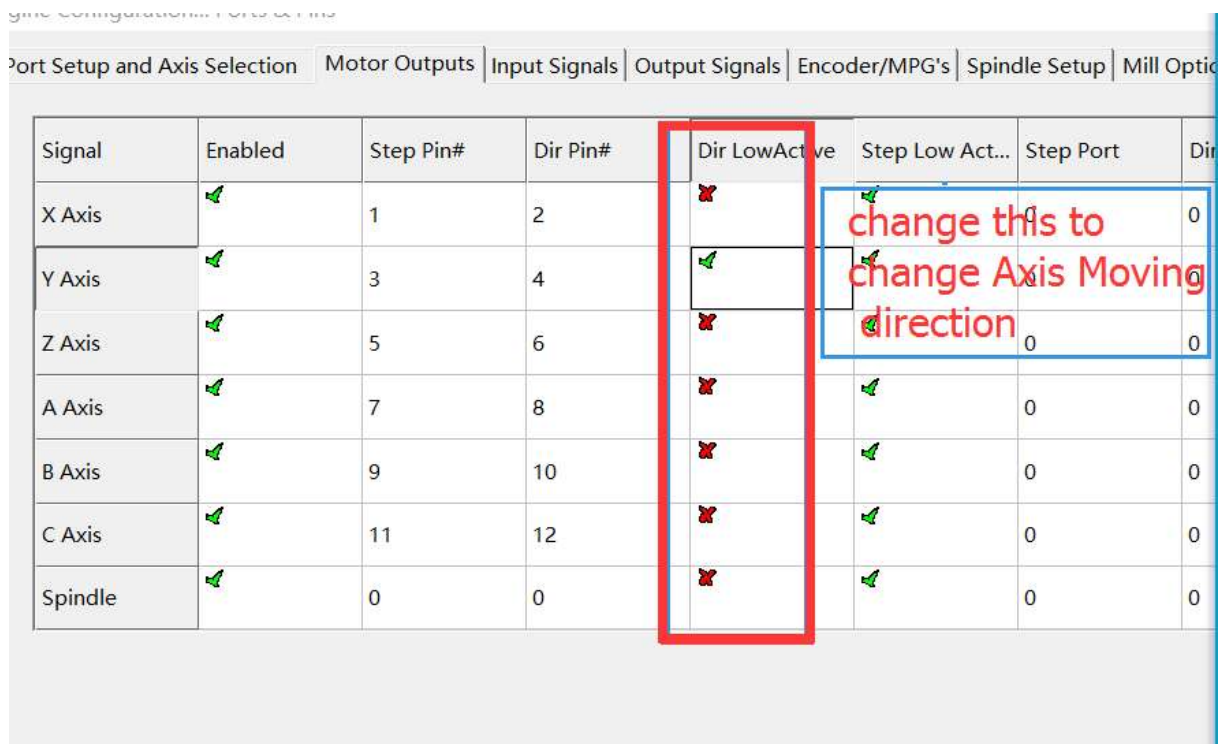 Port Setup and Axis Selection Motor Outputs Input Signals Output Signals Encoder/MPG's Spindle Setup Mill
Signal Enabled Step Pin# Dir Pin# Dir LowActive Step Low Act... Step Port
X Axis 1 2 0 0
Y Axis 3 4 0 0
Z Axis 5 6 0 0
A Axis 7 8 0 0
B Axis 9 10 0 0
C Axis 11 12 0 0
Spindle 0 0 0 0
change this to
change Axis Moving
direction